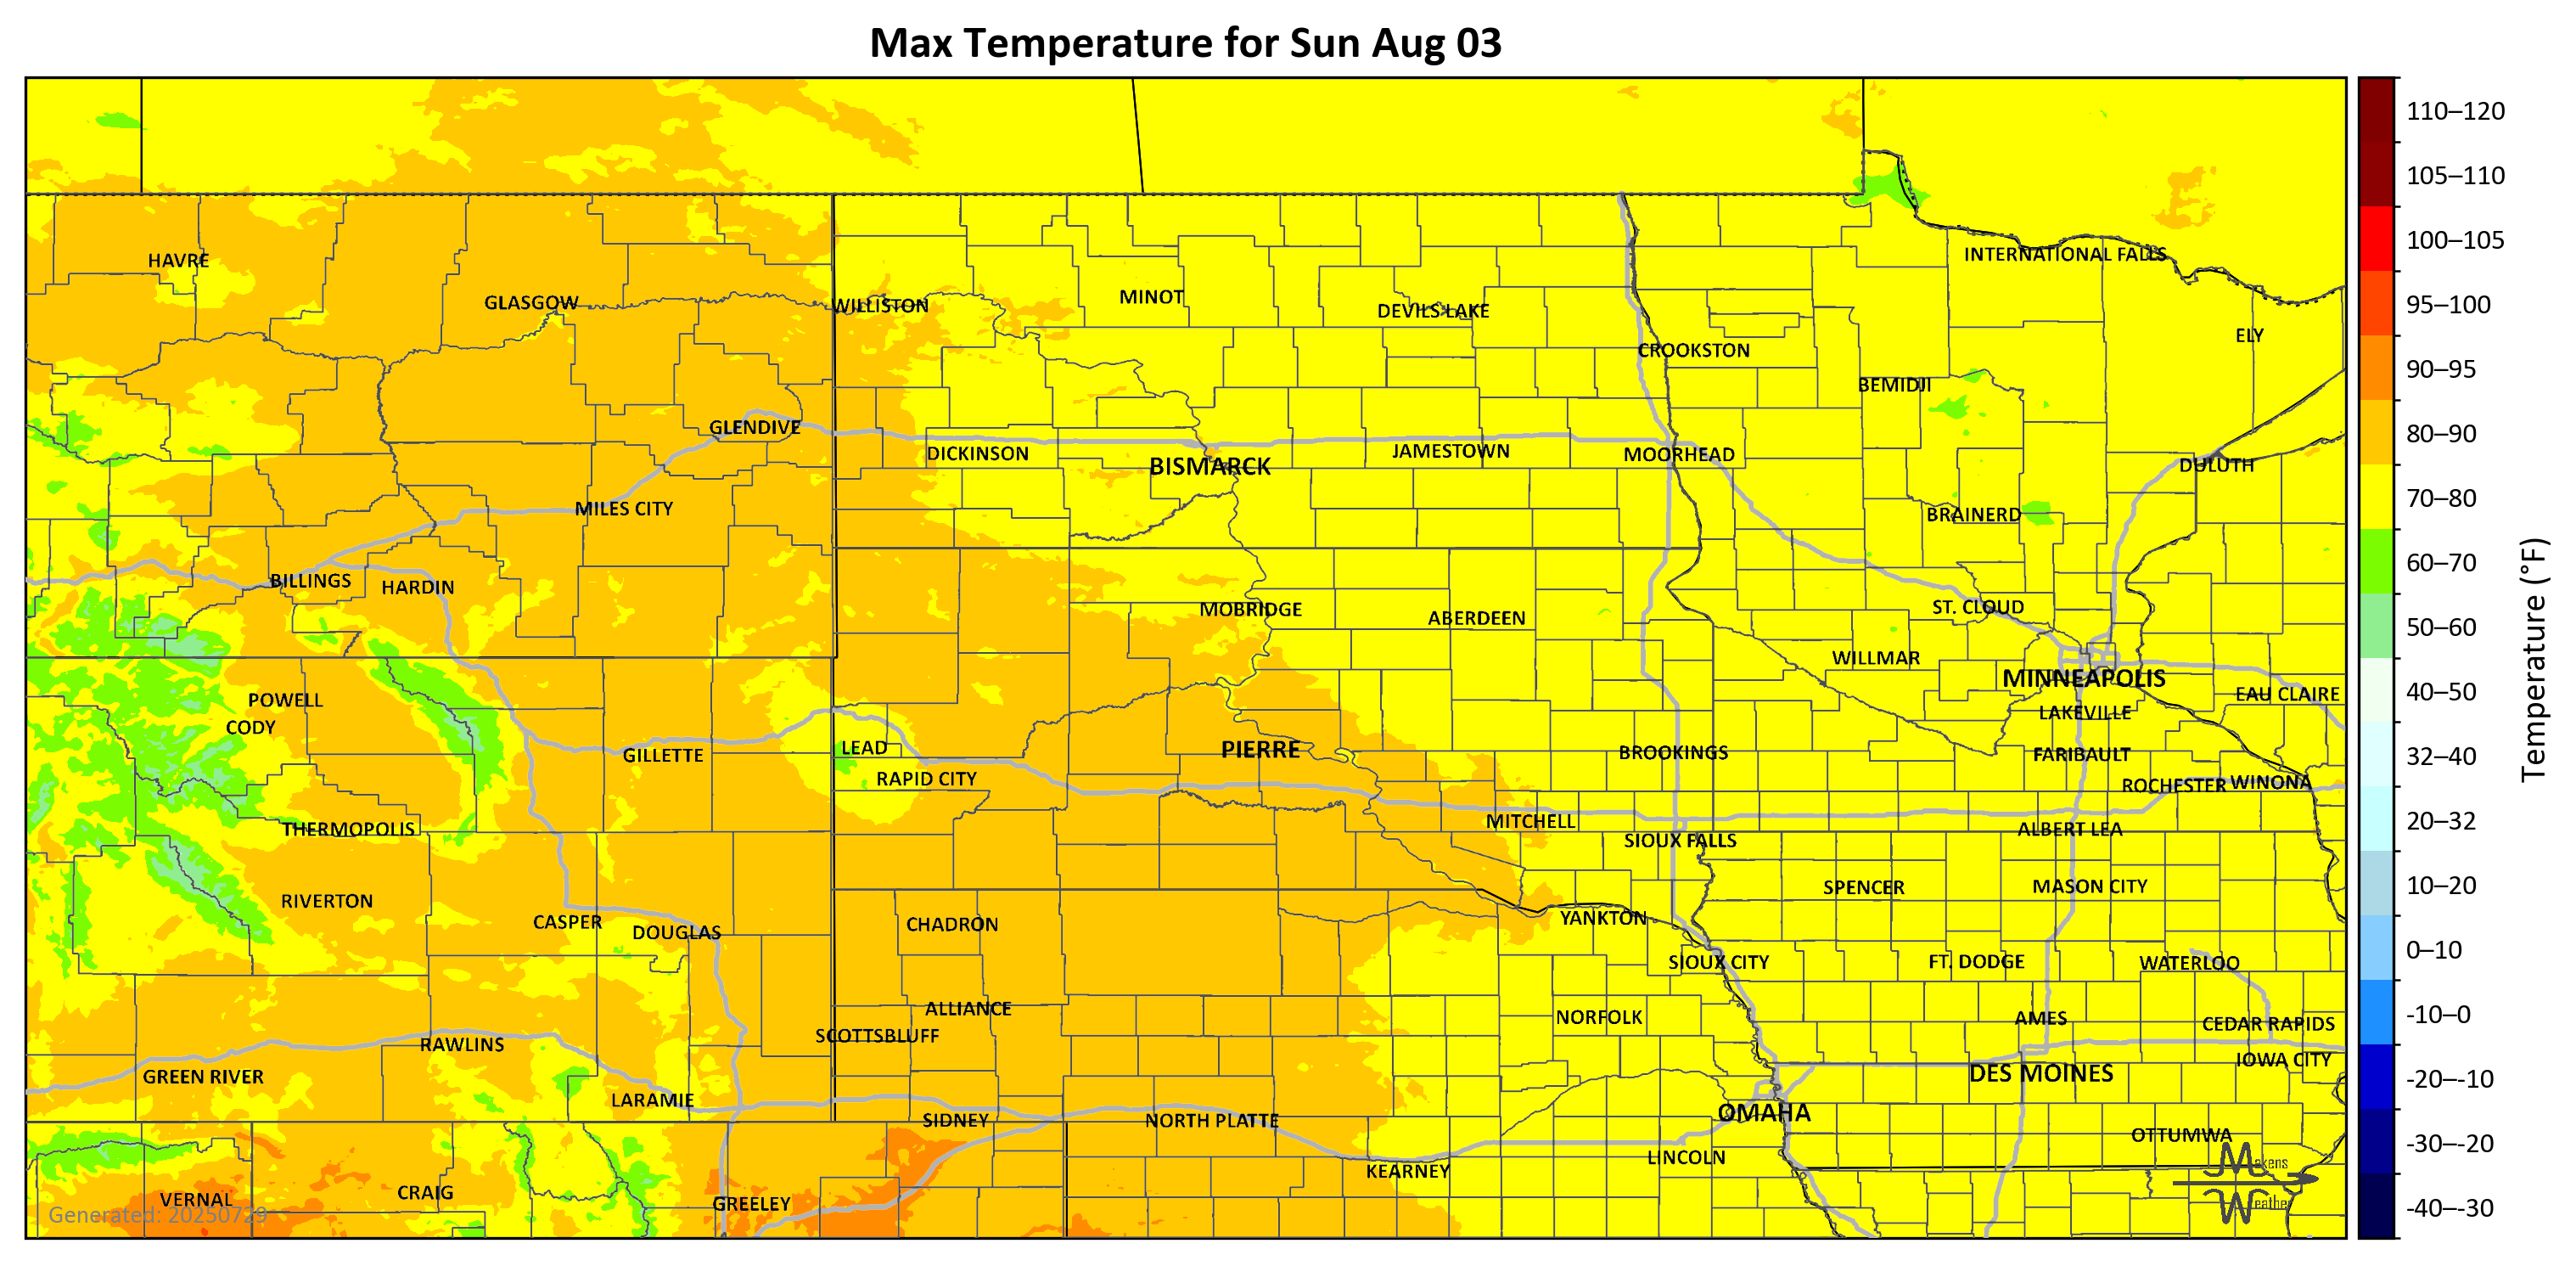 Max Temperature for Sun Aug 03
110–120
105–110
INTERNATIONAL FALLS
100–105
HAVRE
MINOT
GLASGOW
WILLISTON
DEVILS LAKE
95–100
ELY
CROOKSTON
90–95
BEMIDJI
GLENDIVE
80–90
DICKINSON
JAMESTOWN
MOORHEAD
BISMARCK
DULUTH
MILES CITY
70–80
BRAINERD
60–70
BILLINGS
HARDIN
MOBRIDGE
ABERDEEN
ST. CLOUD
50–60
WILLMAR
MINNEAPOLIS
Temperature (°F)
POWELL
EAU CLAIRE
40–50
CODY
LAKEVILLE
GILLETTE
LEAD
PIERRE
BROOKINGS
FARIBAULT
32–40
RAPID CITY
ROCHESTER
WINONA
THERMOPOLIS
MITCHELL
ALBERT LEA
20–32
SIOUX FALLS
RIVERTON
SPENCER
MASON CITY
10–20
CASPER
DOUGLAS
CHADRON
YANKTON
SIOUX CITY
FT. DODGE
WATERLOO
0–10
ALLIANCE
NORFOLK
AMES
CEDAR RAPIDS
-10–0
SCOTTSBLUFF
RAWLINS
IOWA CITY
GREEN RIVER
DES MOINES
-20–-10
LARAMIE
SIDNEY
NORTH PLATTE
OMAHA
OTTUMWA
-30–-20
KEARNEY
LINCOLN
Makens
VERNAL
CRAIG
GREELEY
Weather
-40–-30
Generated: 20250729